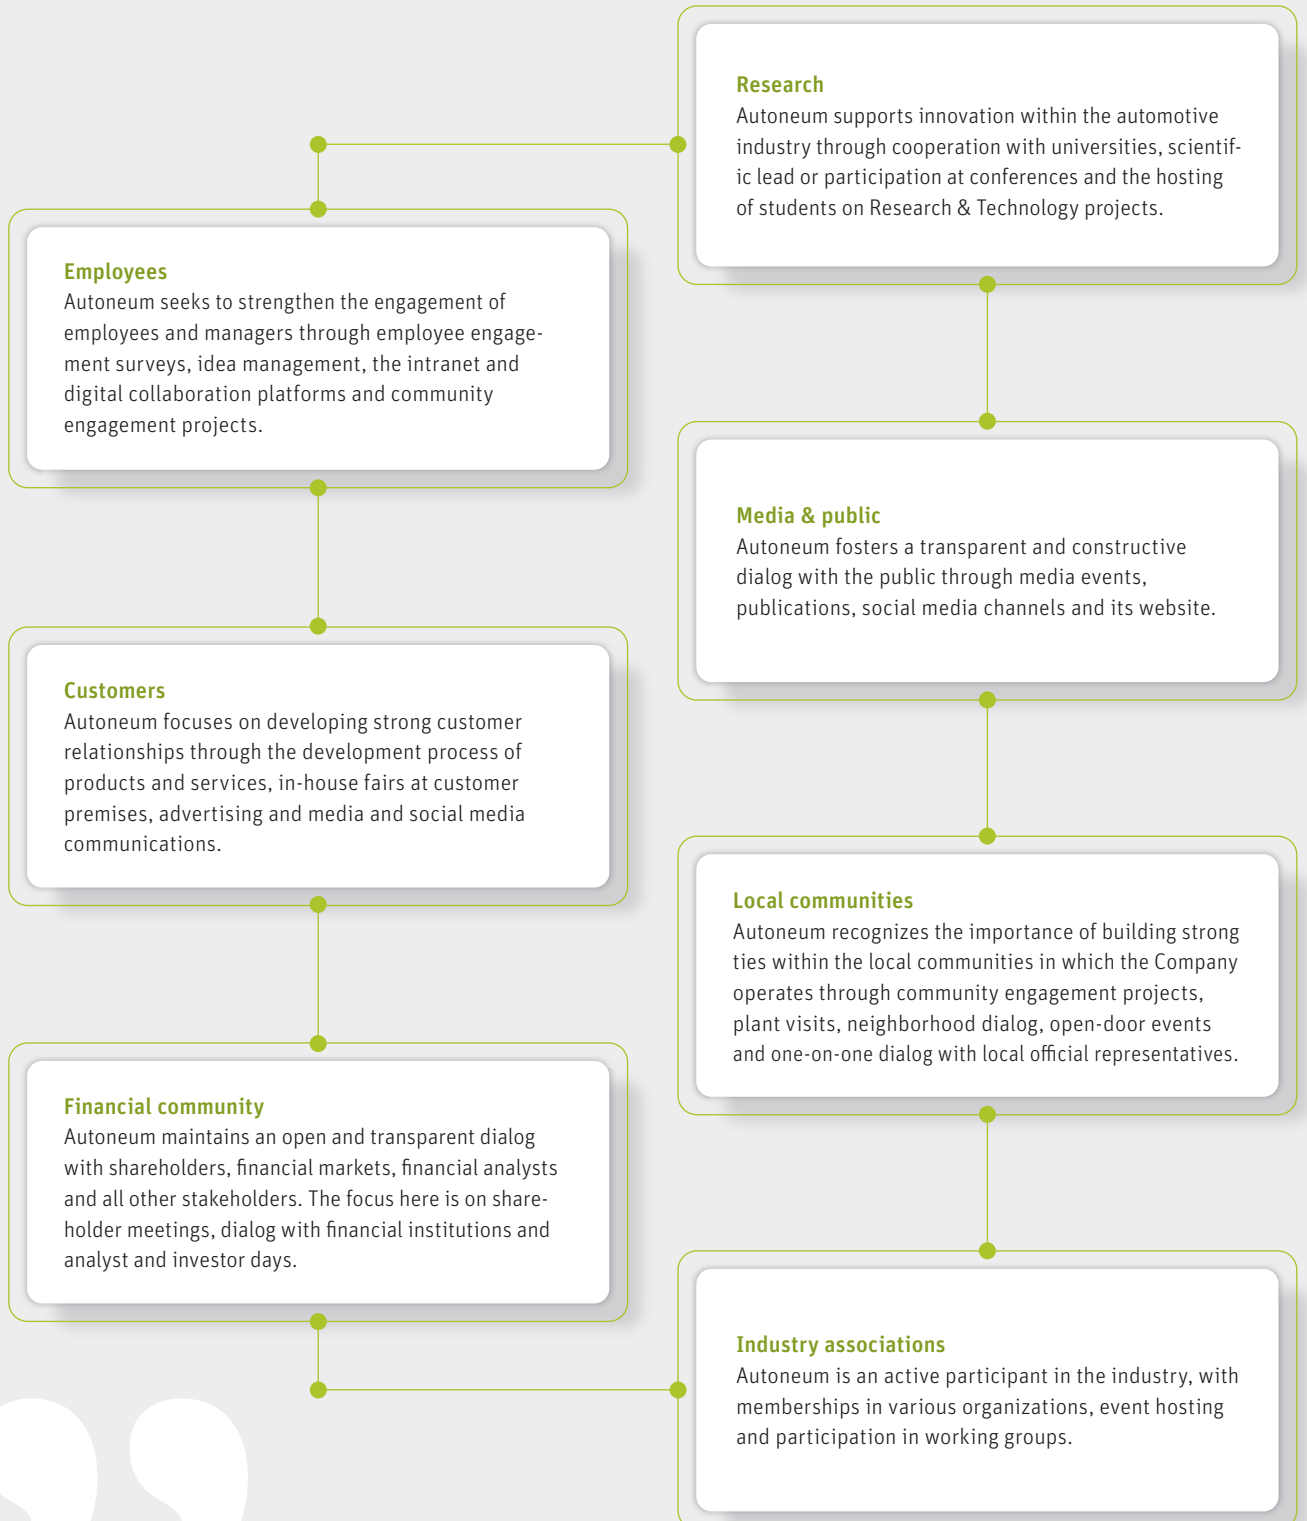 Research
Autoneum supports innovation within the automotive
industry through cooperation with universities, scientif-
ic lead or participation at conferences and the hosting
of students on Research & Technology projects.
Employees
Autoneum seeks to strengthen the engagement of
employees and managers through employee engage-
ment surveys, idea management, the intranet and
digital collaboration platforms and community
engagement projects.
Media & public
Autoneum fosters a transparent and constructive
dialog with the public through media events,
publications, social media channels and its website.
Customers
Autoneum focuses on developing strong customer
relationships through the development process of
products and services, in-house fairs at customer
premises, advertising and media and social media
communications.
Local communities
Autoneum recognizes the importance of building strong
ties within the local communities in which the Company
operates through community engagement projects,
plant visits, neighborhood dialog, open-door events
and one-on-one dialog with local official representatives.
Financial community
Autoneum maintains an open and transparent dialog
with shareholders, financial markets, financial analysts
and all other stakeholders. The focus here is on share-
holder meetings, dialog with financial institutions and
analyst and investor days.
Industry associations
Autoneum is an active participant in the industry, with
memberships in various organizations, event hosting
and participation in working groups.